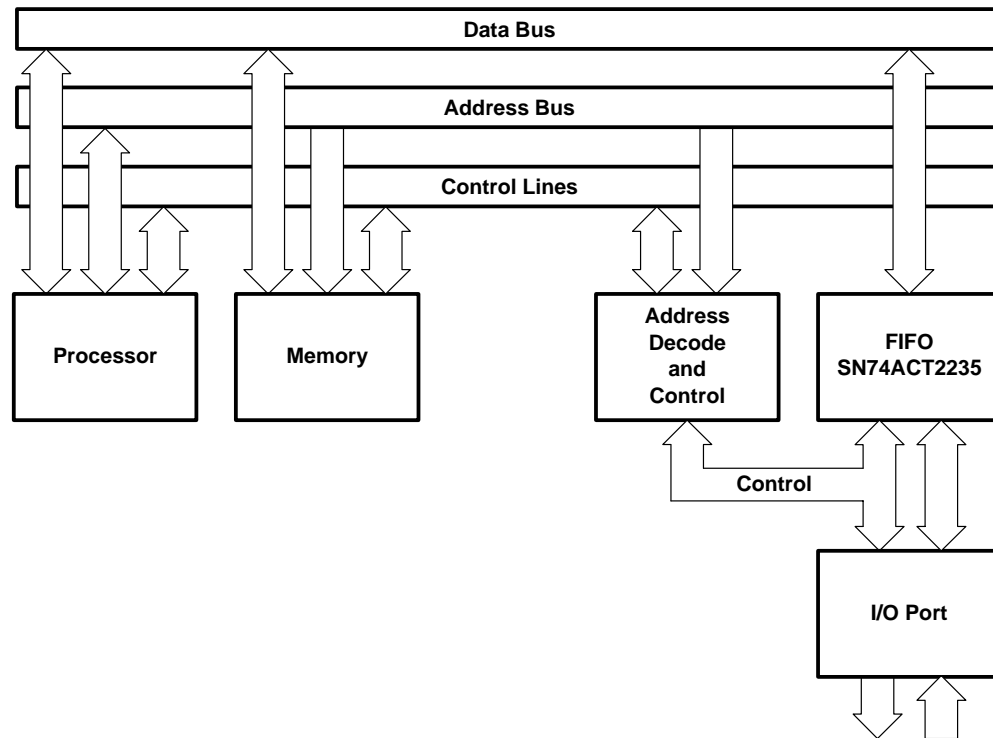 Data Bus
Address Bus
Control Lines
Processor
Memory
Address
Decode
and
Control
FIFO
SN74ACT2235
Control
I/O Port